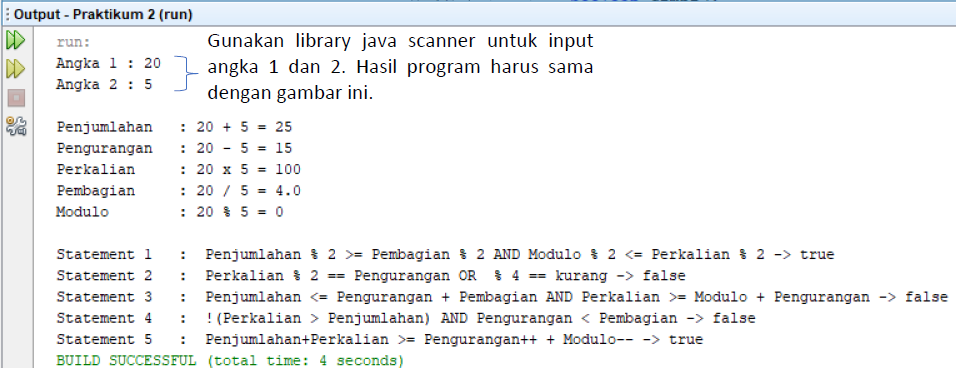 Output - Praktikum 2 (run)
run:
Angka 1 : 20
Angka 2 : 5
Gunakan library java scanner untuk input
angka 1 dan 2. Hasil program harus sama
dengan gambar ini.
Penjumlahan : 20 + 5 = 25
Pengurangan : 20 - 5 = 15
Perkalian : 20 x 5 = 100
Pembagian : 20 / 5 = 4.0
Modulo : 20 % 5 = 0
Statement 1 : Penjumlahan % 2 >= Pembagian % 2 AND Modulo % 2 <= Perkalian % 2 -> true
Statement 2 : Perkalian % 2 == Pengurangan OR % 4 == kurang -> false
Statement 3 : Penjumlahan <= Pengurangan + Pembagian AND Perkalian >= Modulo + Pengurangan -> false
Statement 4 : !(Perkalian > Penjumlahan) AND Pengurangan < Pembagian -> false
Statement 5 : Penjumlahan+Perkalian >= Pengurangan++ + Modulo-- -> true
BUILD SUCCESSFUL (total time: 4 seconds)